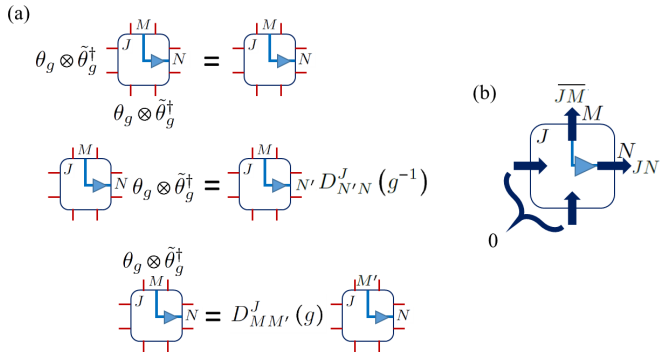 (a)
M
θ_g ⊗ θ̃_g^† J N = J M N
θ_g ⊗ θ̃_g^†
J M N θ_g ⊗ θ̃_g^† = J M N′ D^J_{N′N}(g^{-1})
θ_g ⊗ θ̃_g^†
J M N = D^J_{MM′}(g) J M′ N
(b)
\overline{JM}
M
J
N
JN
0